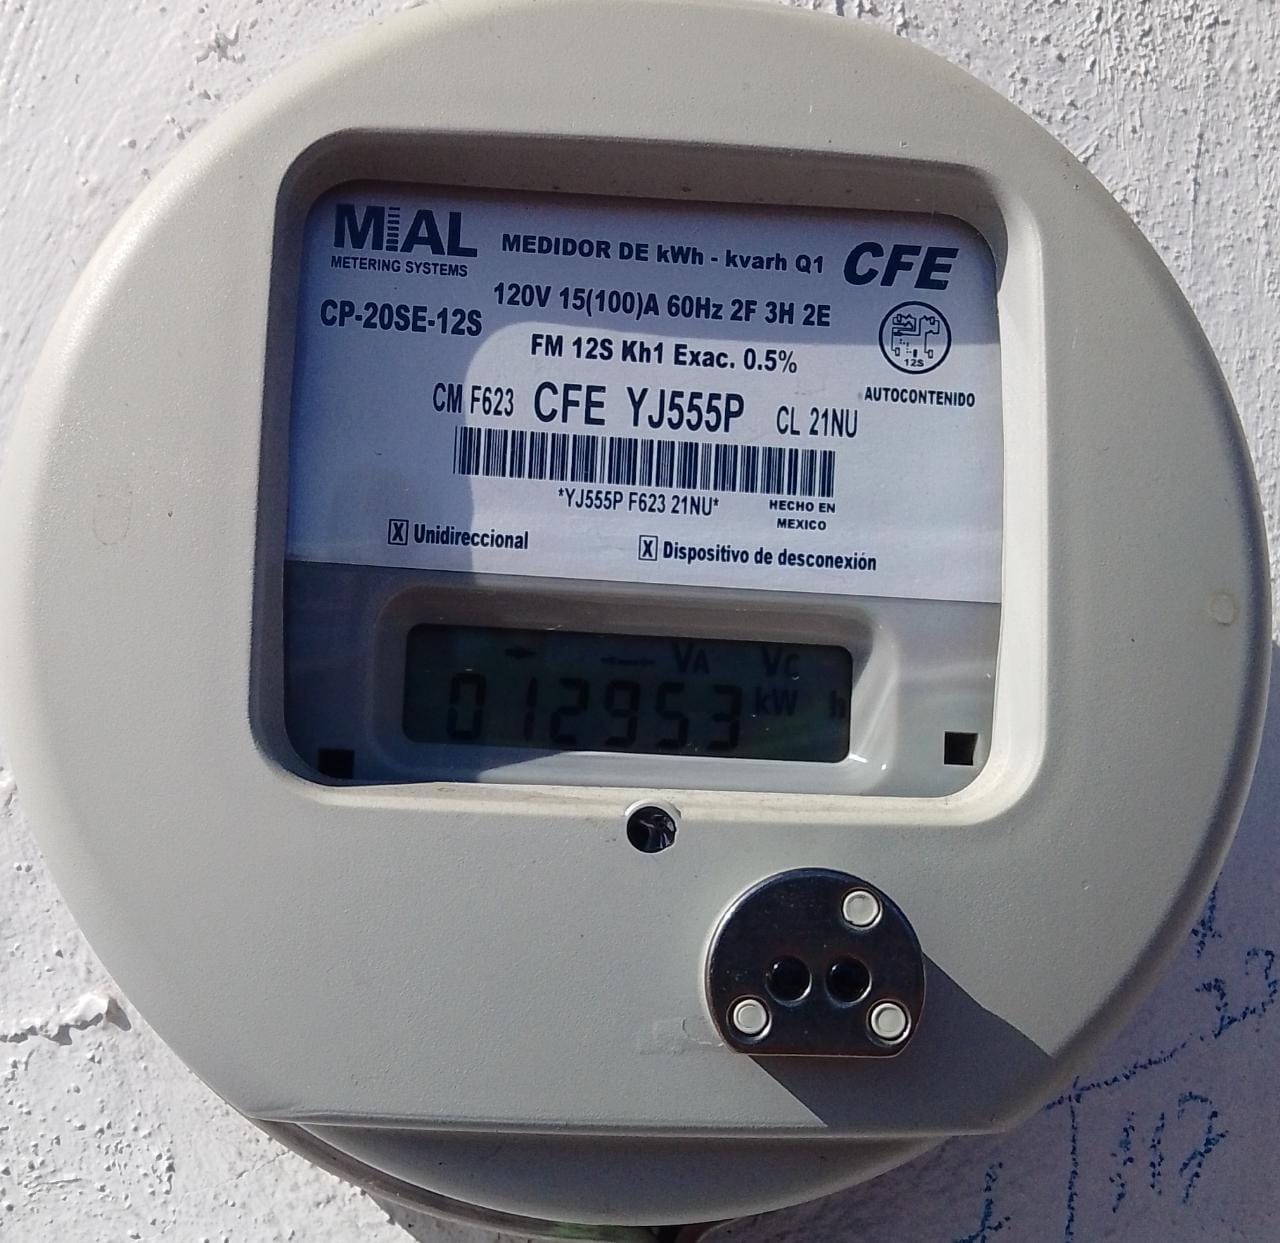 MIAL
METERING SYSTEMS
MEDIDOR DE kWh - kvarh Q1
CFE
120V 15(100)A 60Hz 2F 3H 2E
CP-20SE-12S
FM 12S Kh1 Exac. 0.5%
12S
AUTOCONTENIDO
CM F623 CFE YJ555P CL 21NU
*YJ555P F623 21NU*
HECHO EN
MEXICO
X Unidireccional
X Dispositivo de desconexión
VA VC
012953 kW h